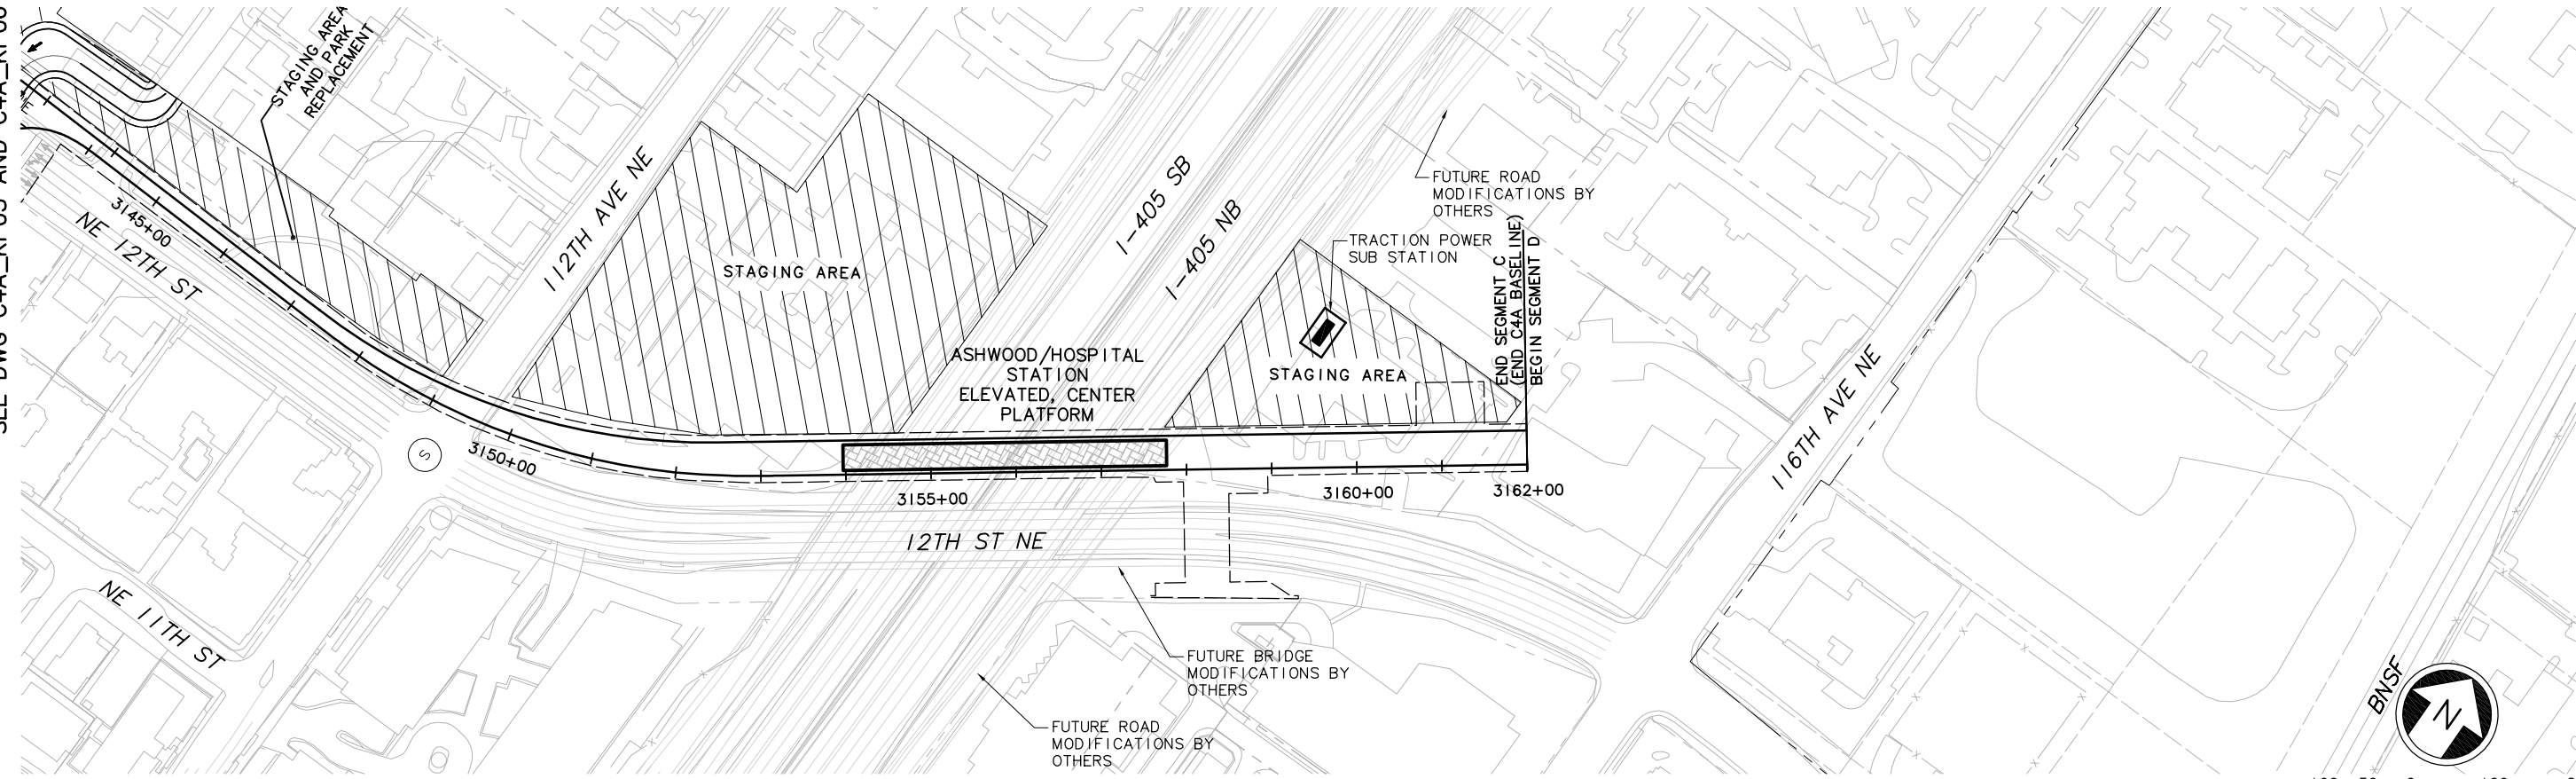 STAGING AREA
AND PARK
REPLACEMENT
3145+00
NE 12TH ST
112TH AVE NE
STAGING AREA
I-405 SB
I-405 NB
FUTURE ROAD
MODIFICATIONS BY
OTHERS
TRACTION POWER
SUB STATION
END SEGMENT C
(END C4A BASELINE)
BEGIN SEGMENT D
ASHWOOD/HOSPITAL
STATION
ELEVATED, CENTER
PLATFORM
STAGING AREA
116TH AVE NE
S
3150+00
3155+00
3160+00
3162+00
12TH ST NE
NE 11TH ST
FUTURE BRIDGE
MODIFICATIONS BY
OTHERS
FUTURE ROAD
MODIFICATIONS BY
OTHERS
BNSF
N